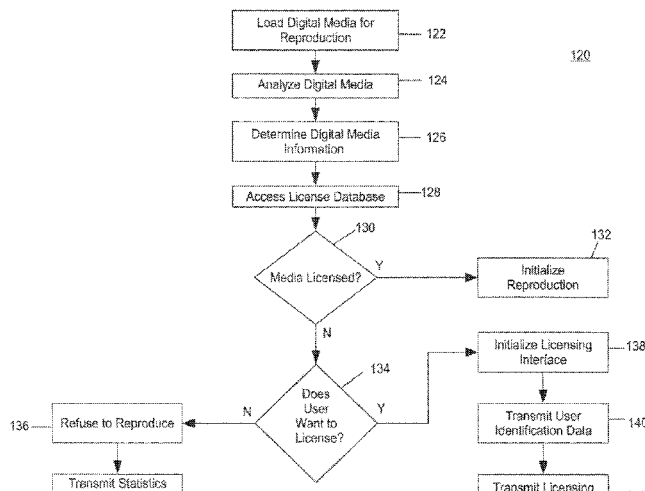 Load Digital Media for
Reproduction
122
120
Analyze Digital Media
124
Determine Digital Media
Information
126
Access License Database
128
130
Media Licensed?
Y
132
Initialize
Reproduction
N
134
Does
User
Want to
License?
N
Y
136
Refuse to Reproduce
Initialize Licensing
Interface
138
Transmit User
Identification Data
140
Transmit Statistics
Transmit Licensing